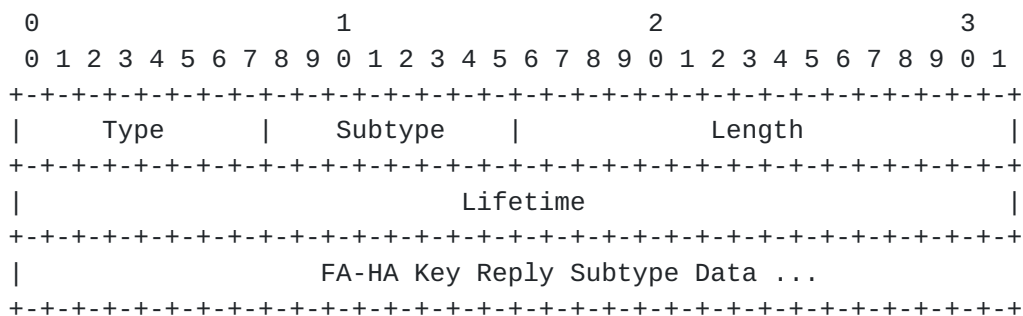 0                   1                   2                   3
 0 1 2 3 4 5 6 7 8 9 0 1 2 3 4 5 6 7 8 9 0 1 2 3 4 5 6 7 8 9 0 1
+-+-+-+-+-+-+-+-+-+-+-+-+-+-+-+-+-+-+-+-+-+-+-+-+-+-+-+-+-+-+-+-+
|     Type      |    Subtype    |            Length             |
+-+-+-+-+-+-+-+-+-+-+-+-+-+-+-+-+-+-+-+-+-+-+-+-+-+-+-+-+-+-+-+-+
|                            Lifetime                           |
+-+-+-+-+-+-+-+-+-+-+-+-+-+-+-+-+-+-+-+-+-+-+-+-+-+-+-+-+-+-+-+-+
|                   FA-HA Key Reply Subtype Data ...
+-+-+-+-+-+-+-+-+-+-+-+-+-+-+-+-+-+-+-+-+-+-+-+-+-+-+-+-+-+-+-+-+